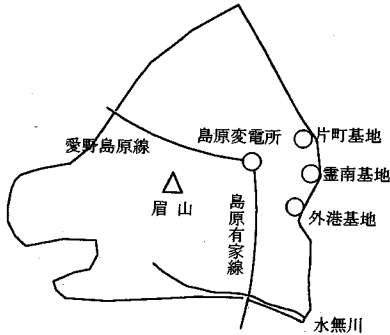 片町基地
島原変電所
愛野島原線
霊南基地
眉山
島原有家線
外港基地
水無川